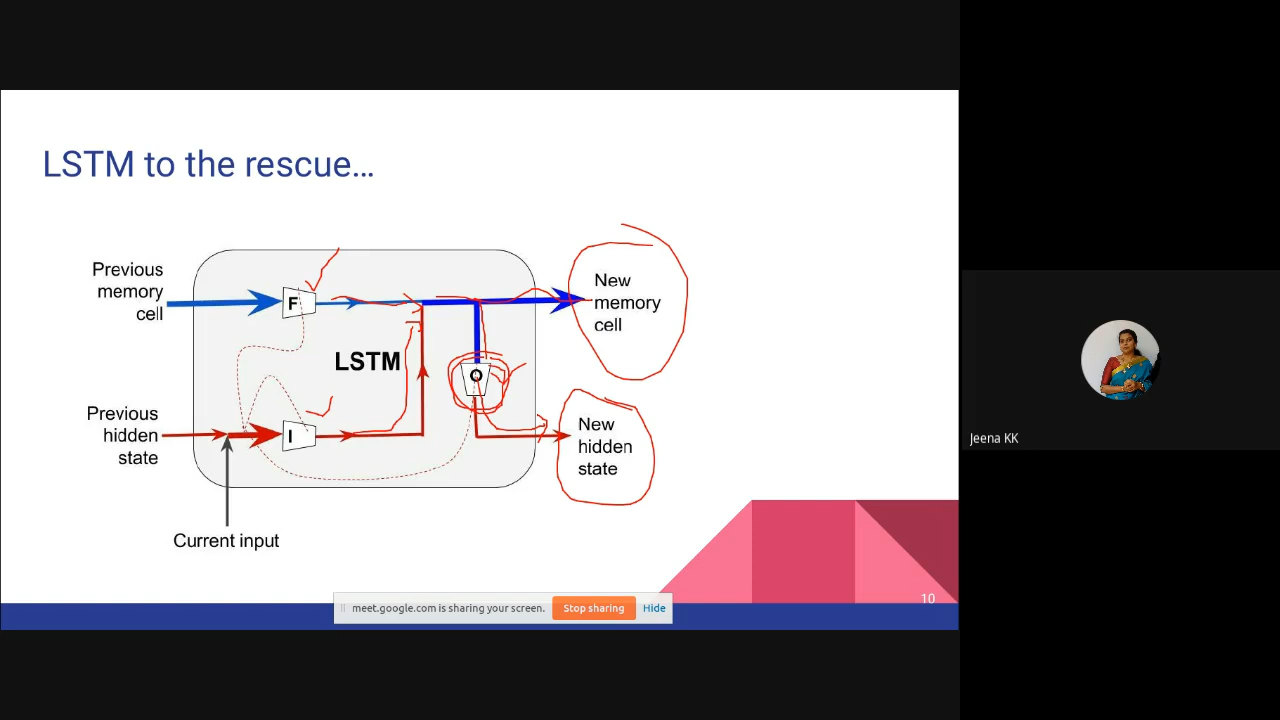 LSTM to the rescue...
Previous
memory
cell
F
New
memory
cell
LSTM
O
Previous
hidden
state
I
New
hidden
state
Current input
Jeena KK
10
meet.google.com is sharing your screen.
Stop sharing
Hide